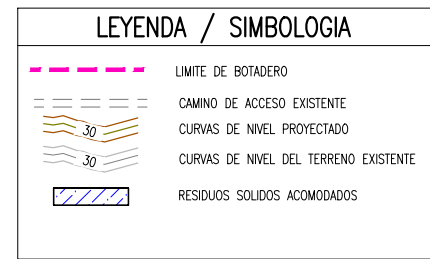 LEYENDA / SIMBOLOGIA
LIMITE DE BOTADERO
CAMINO DE ACCESO EXISTENTE
30 CURVAS DE NIVEL PROYECTADO
30 CURVAS DE NIVEL DEL TERRENO EXISTENTE
RESIDUOS SOLIDOS ACOMODADOS